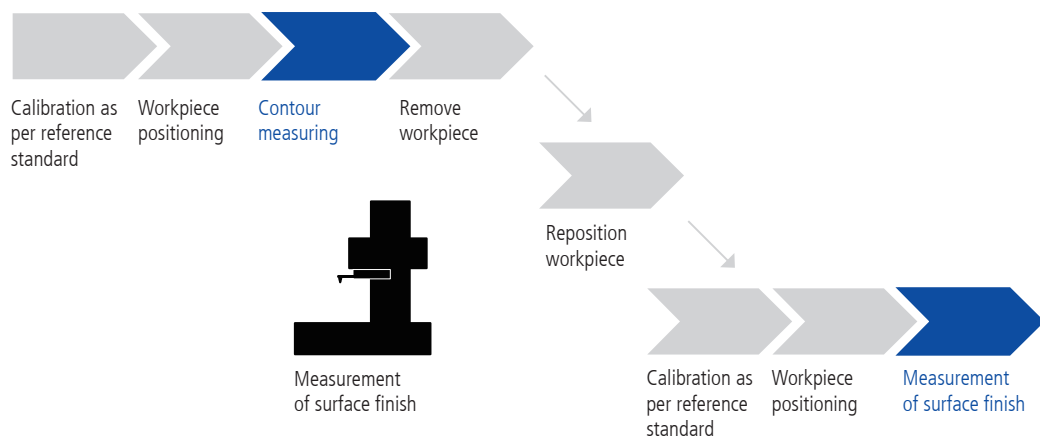 Calibration as
per reference
standard
Workpiece
positioning
Contour
measuring
Remove
workpiece
Reposition
workpiece
Measurement
of surface finish
Calibration as
per reference
standard
Workpiece
positioning
Measurement
of surface finish